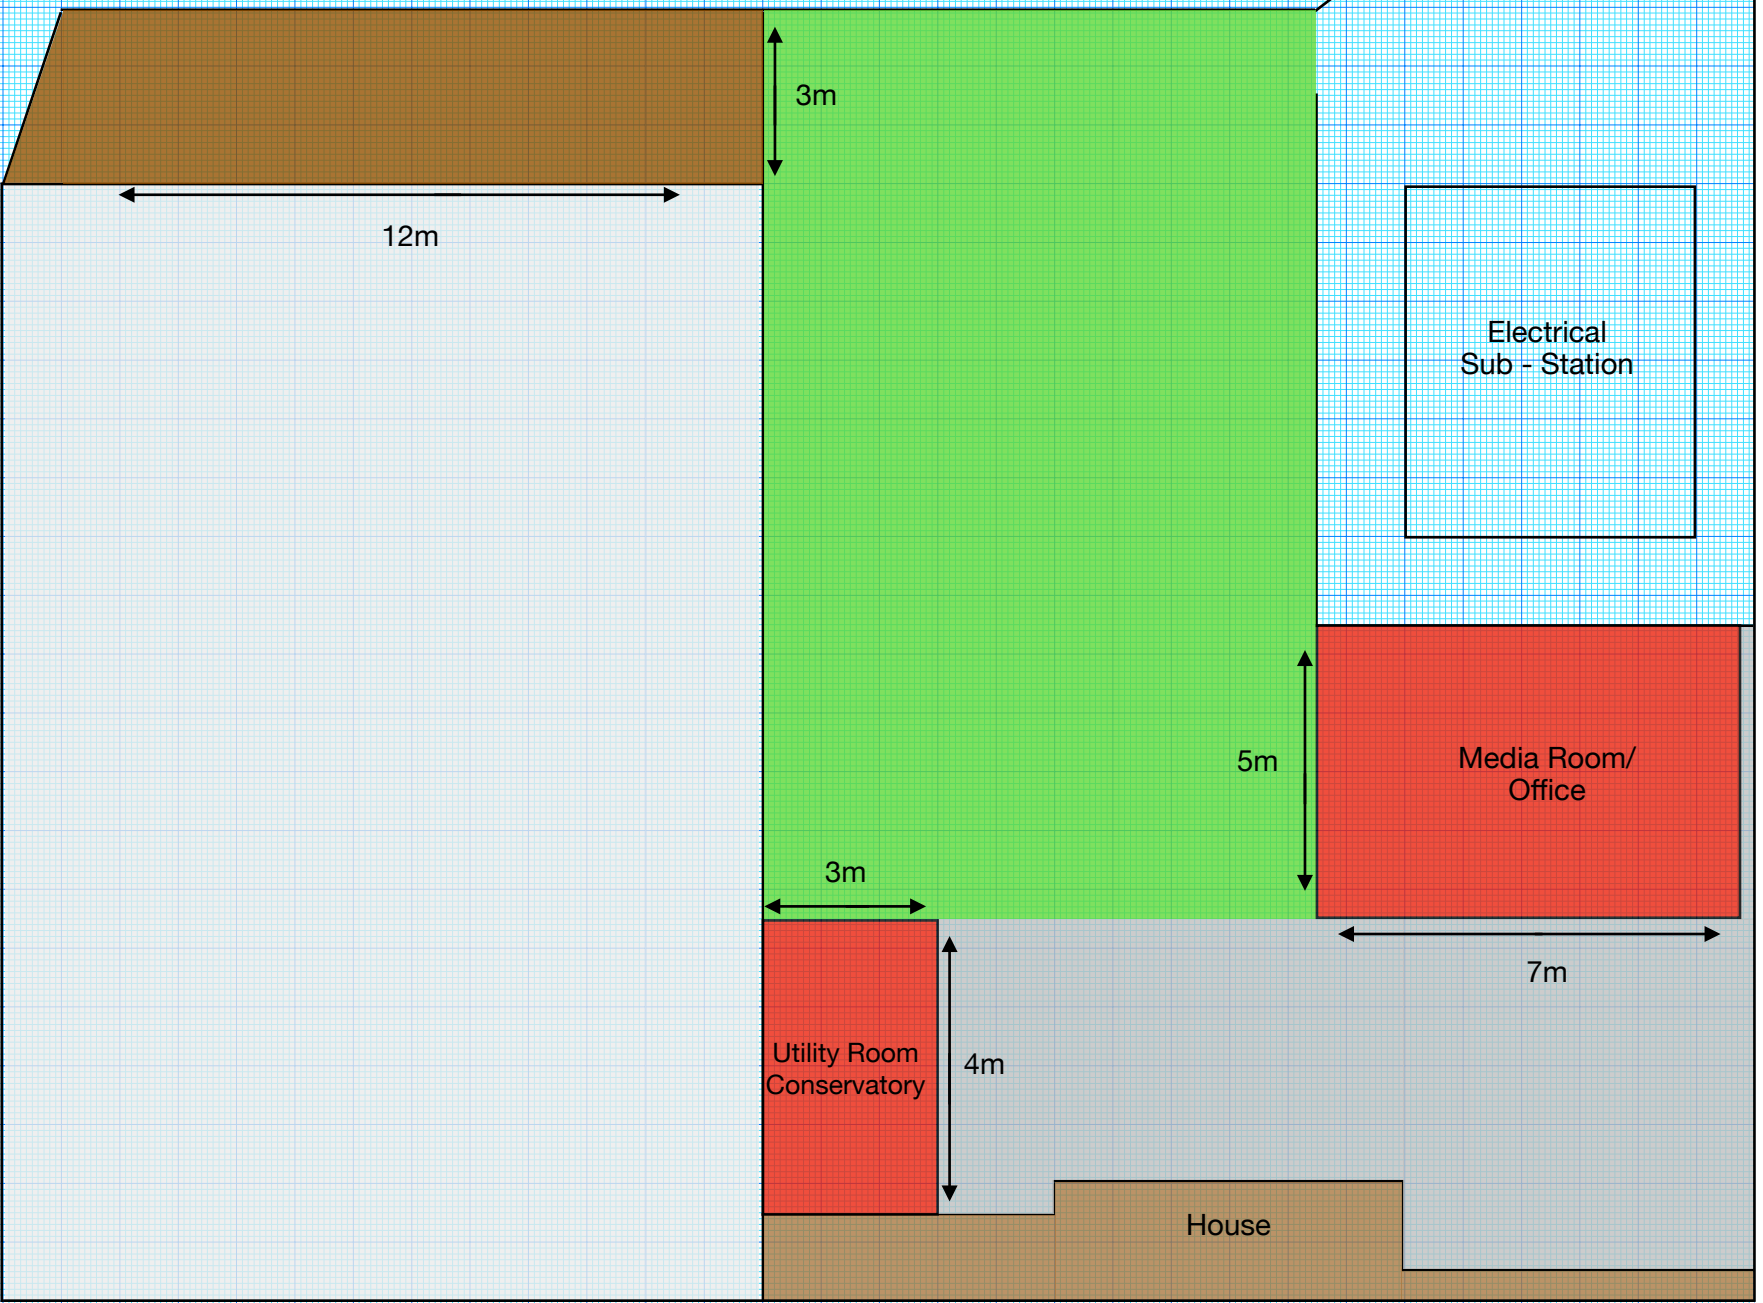 3m
12m
Electrical
Sub - Station
5m
Media Room/
Office
3m
7m
Utility Room
Conservatory
4m
House